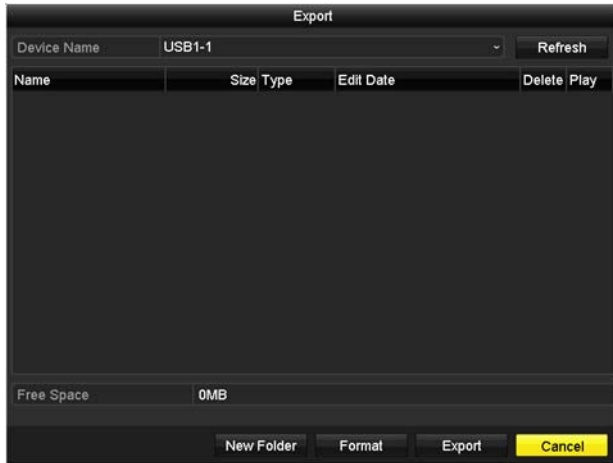 Export
Device Name USB1-1 Refresh
Name Size Type Edit Date Delete Play
Free Space 0MB
New Folder Format Export Cancel